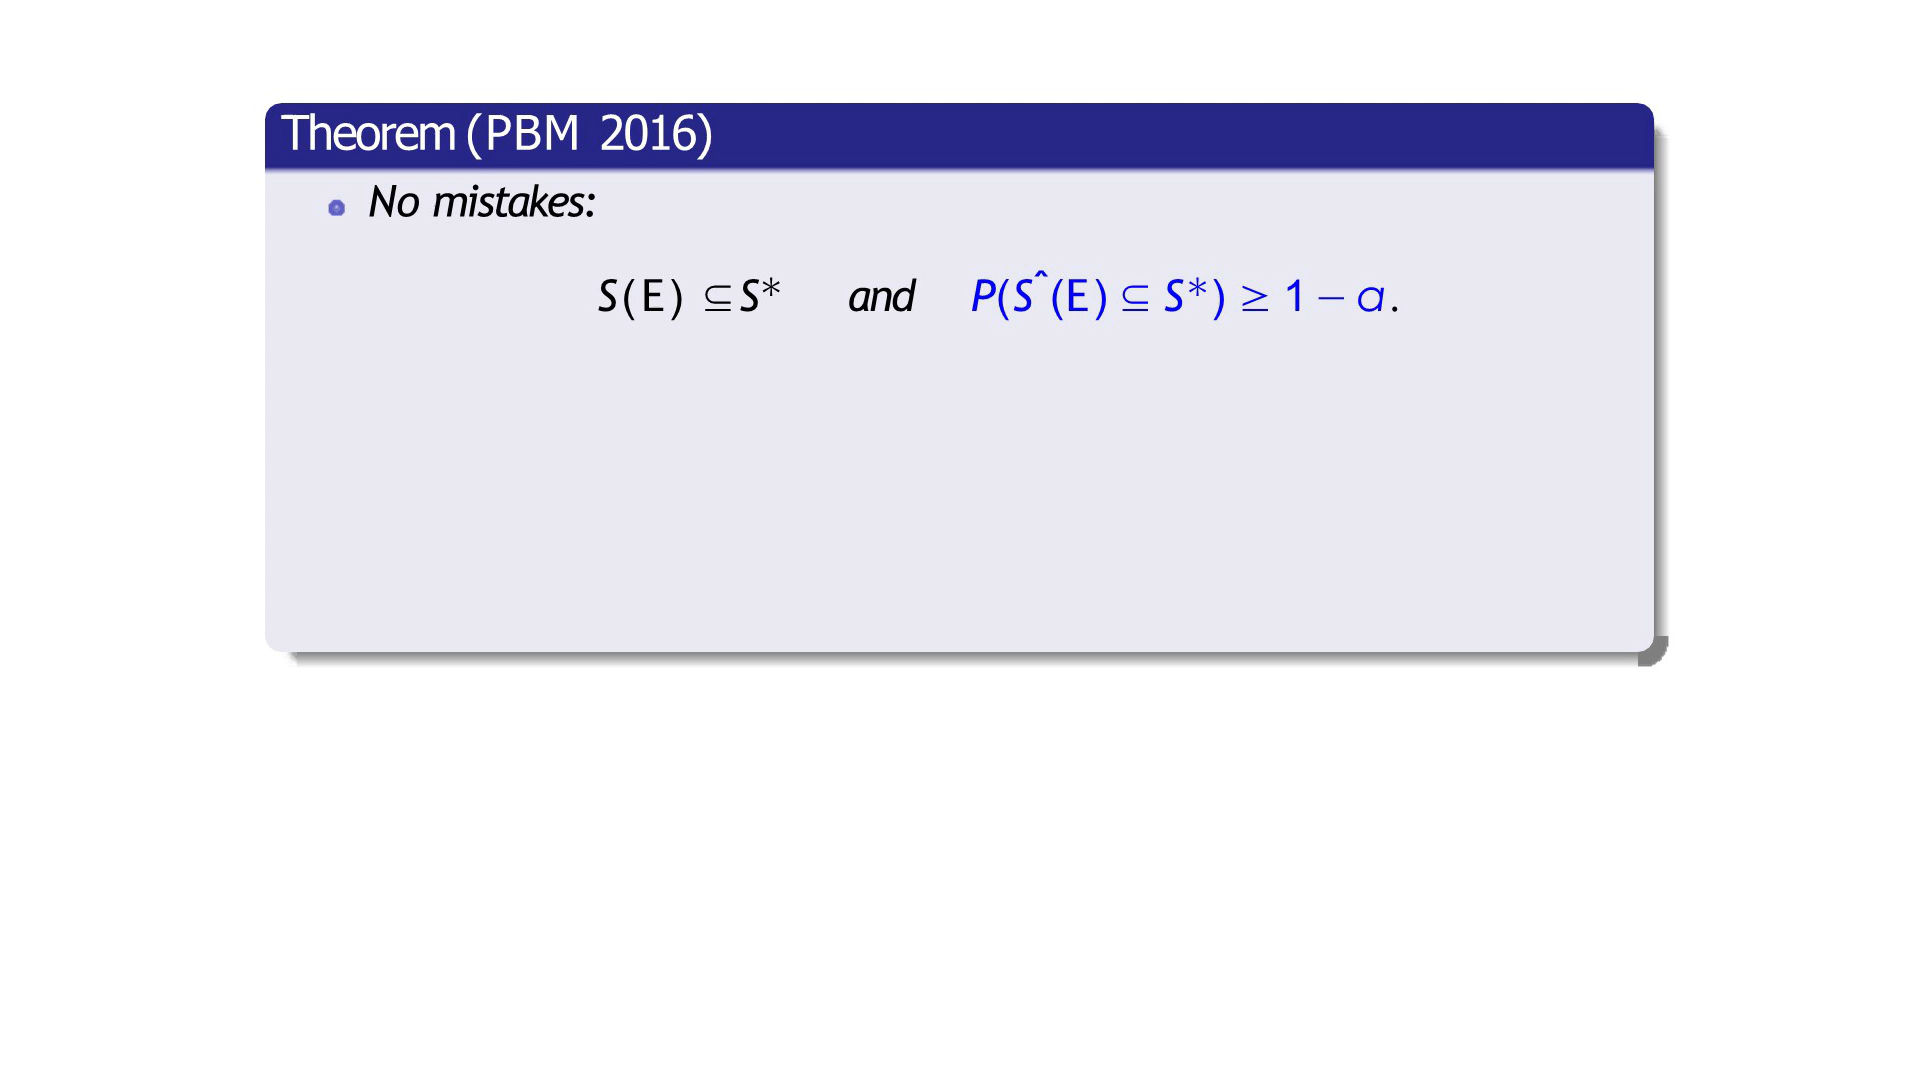 Theorem (PBM 2016)
No mistakes:
S(E) ⊆ S* and P(Ŝ(E) ⊆ S*) ≥ 1 − α.